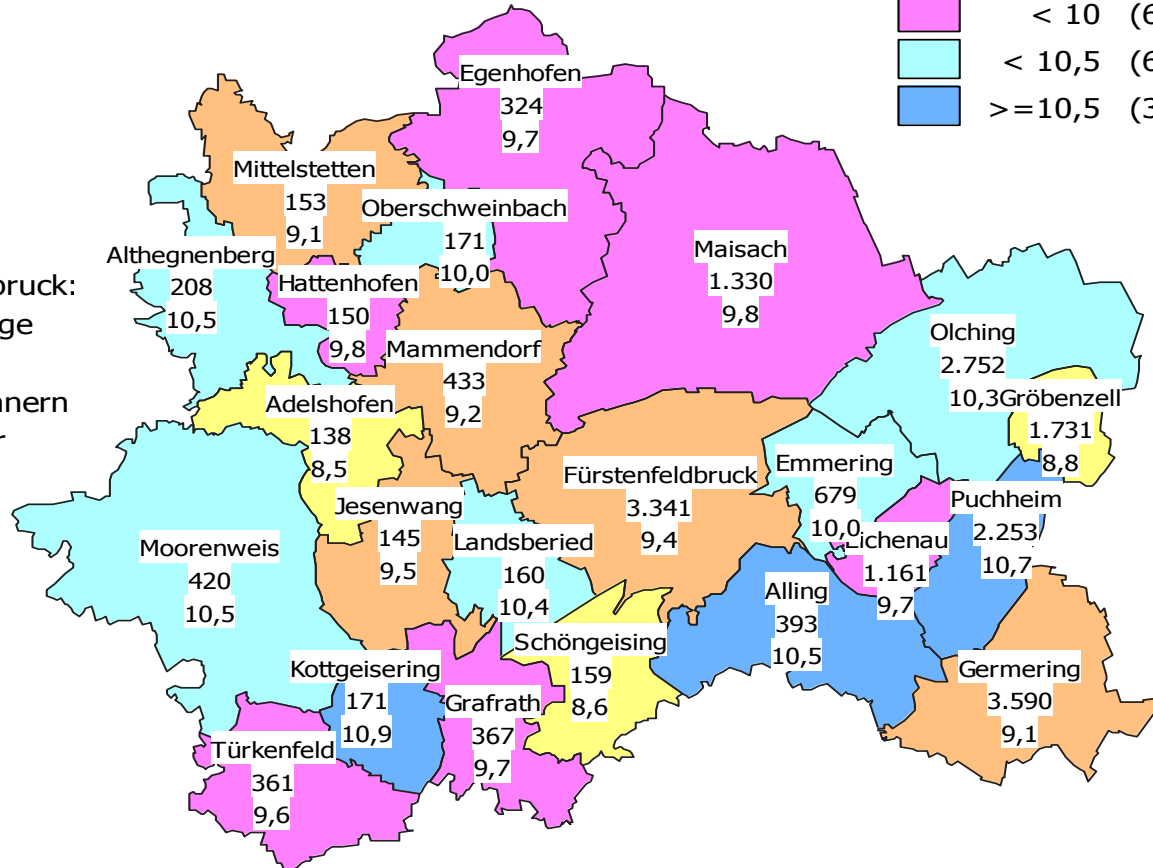 < 10 (6
< 10,5 (6
>=10,5 (3
Egenhofen
324
9,7
Mittelstetten
153
9,1
Oberschweinbach
171
10,0
Althegnenberg
208
10,5
Maisach
1.330
9,8
Hattenhofen
150
9,8
bruck:
ge
nern
Olching
2.752
10,3
Mammendorf
433
9,2
Adelshofen
138
8,5
Gröbenzell
1.731
8,8
Fürstenfeldbruck
3.341
9,4
Emmering
679
10,0
Jesenwang
145
9,5
Puchheim
2.253
10,7
Landsberied
160
10,4
Eichenau
1.161
9,7
Moorenweis
420
10,5
Alling
393
10,5
Schöngeising
159
8,6
Kottgeisering
171
10,9
Germering
3.590
9,1
Grafrath
367
9,7
Türkenfeld
361
9,6